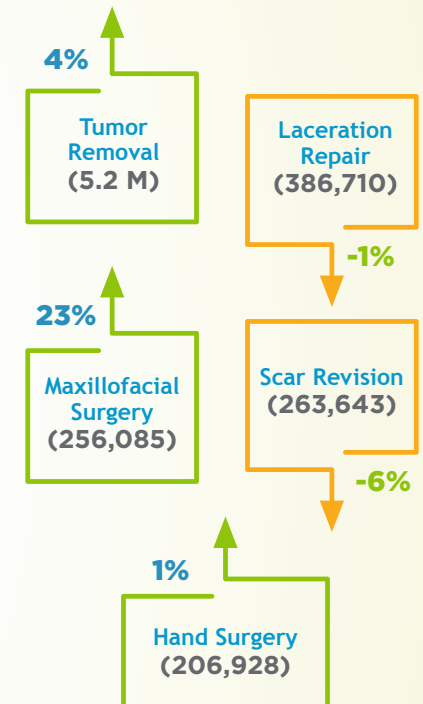 4%
Tumor
Removal
(5.2 M)
Laceration
Repair
(386,710)
-1%
23%
Maxillofacial
Surgery
(256,085)
Scar Revision
(263,643)
-6%
1%
Hand Surgery
(206,928)